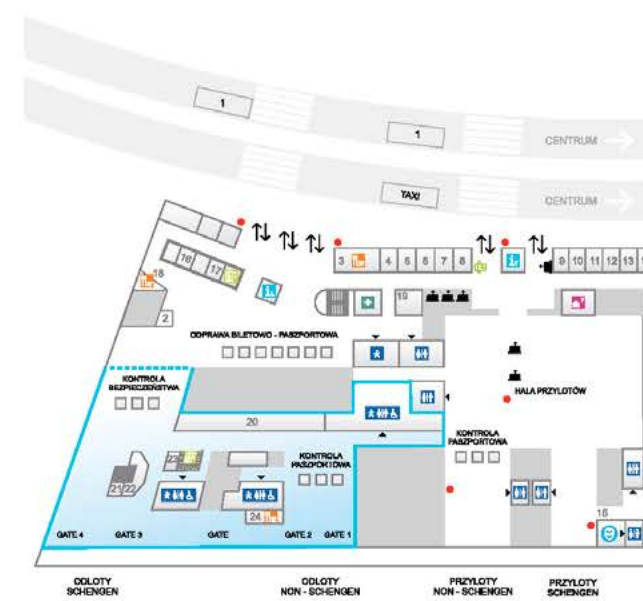 1
1
CENTRUM
TAXI
CENTRUM
16
17
18
2
3
4
5
6
7
8
9
10
11
12
13
19
ODPRAWA BILETOWO - PASZPORTOWA
KONTROLA
BEZPIECZEŃSTWA
HALA PRZYLOTÓW
20
KONTROLA
PASZPORTOWA
KONTROLA
PASZPORTOWA
23
21/22
24
15
GATE 4
GATE 3
GATE
GATE 2
GATE 1
ODLOTY
SCHENGEN
ODLOTY
NON - SCHENGEN
PRZYLOTY
NON - SCHENGEN
PRZYLOTY
SCHENGEN